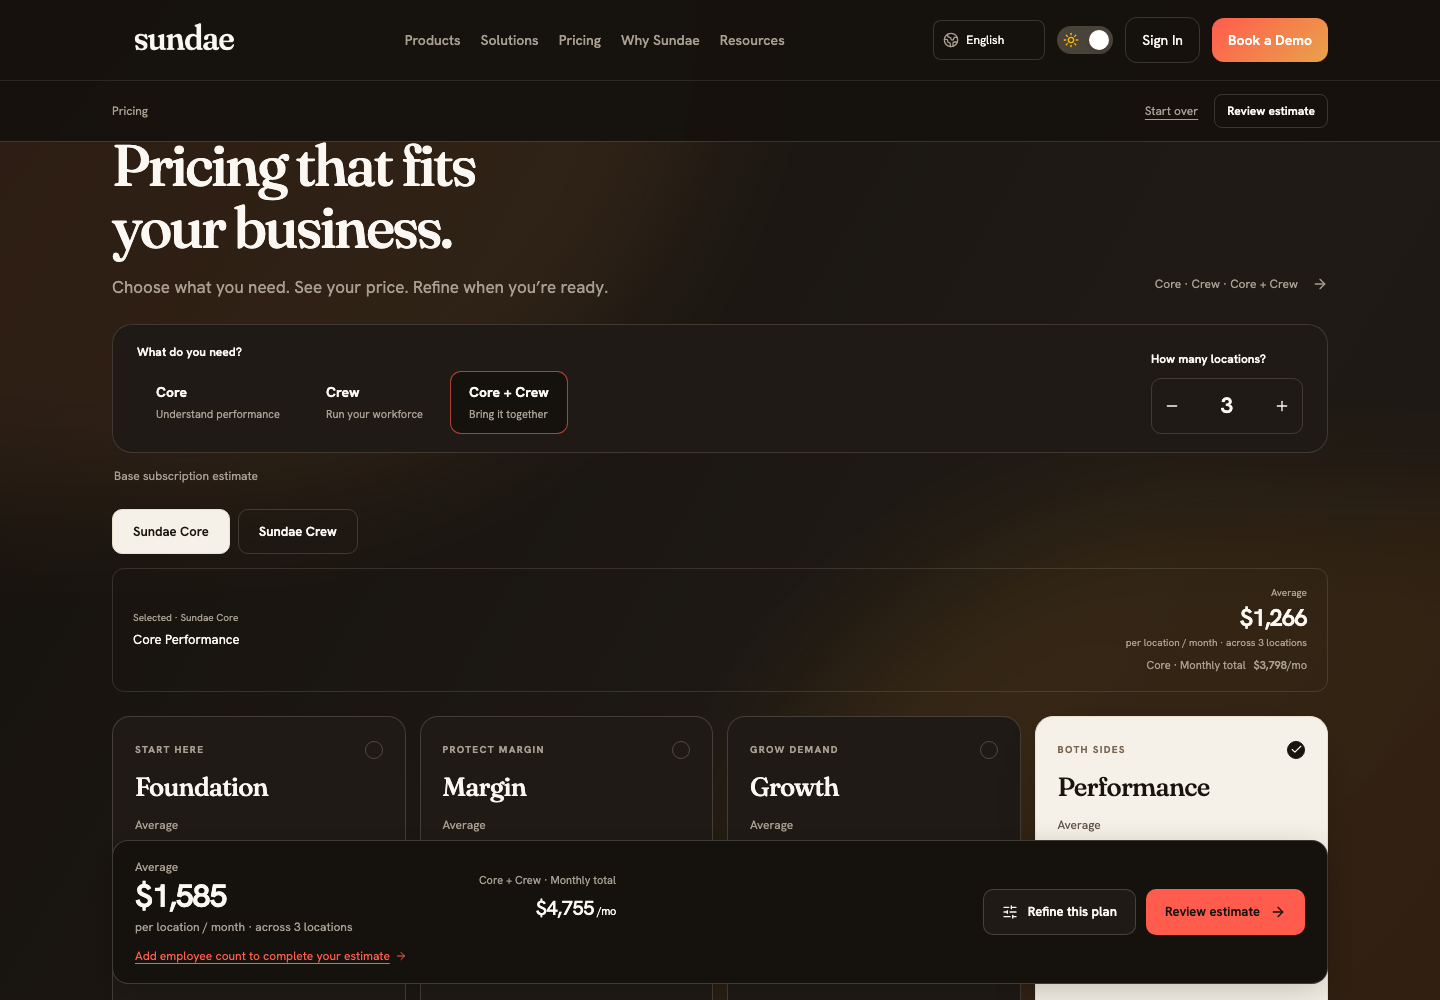 sundae
Products
Solutions
Pricing
Why Sundae
Resources
English
Sign In
Book a Demo
Pricing
Start over
Review estimate
Pricing that fits
your business.
Choose what you need. See your price. Refine when you’re ready.
Core · Crew · Core + Crew
What do you need?
Core
Understand performance
Crew
Run your workforce
Core + Crew
Bring it together
How many locations?
− 3 +
Base subscription estimate
Sundae Core
Sundae Crew
Selected · Sundae Core
Core Performance
Average
$1,266
per location / month · across 3 locations
Core · Monthly total $3,798/mo
START HERE
Foundation
Average
PROTECT MARGIN
Margin
Average
GROW DEMAND
Growth
Average
BOTH SIDES
Performance
Average
Average
$1,585
per location / month · across 3 locations
Add employee count to complete your estimate
Core + Crew · Monthly total
$4,755 /mo
Refine this plan
Review estimate